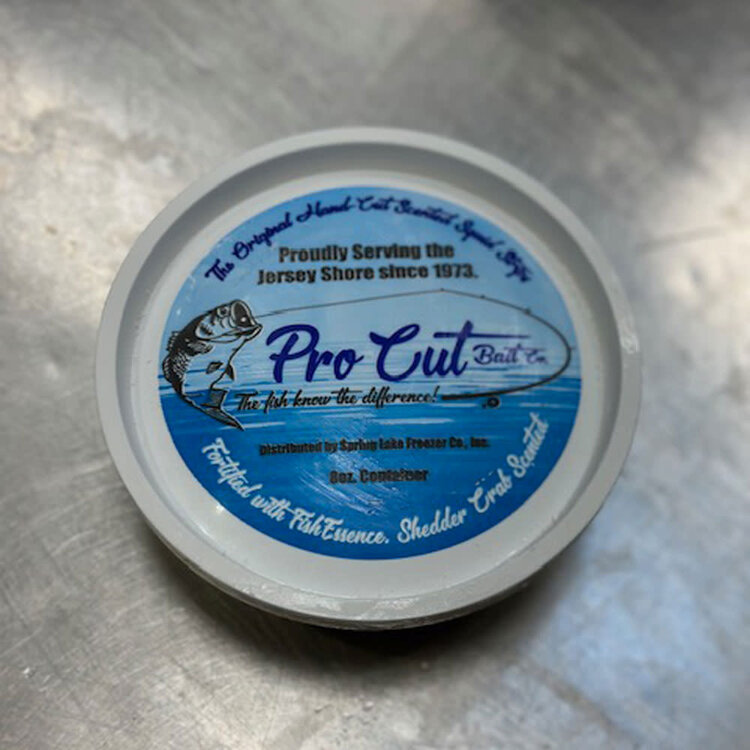 The Original Hand-Cut Scented Squid Strips
Proudly Serving the
Jersey Shore since 1973.
Pro Cut Bait Co.
The fish know the difference!
Distributed by Spring Lake Freezer Co., Inc.
8oz. Container
Fortified with FishEssence. Shedder Crab Scented